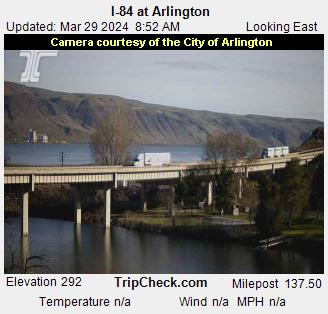 I-84 at Arlington
Updated: Mar 29 2024 8:52 AM Looking East
Camera courtesy of the City of Arlington
Elevation 292 TripCheck.com Milepost 137.50
Temperature n/a Wind n/a MPH n/a